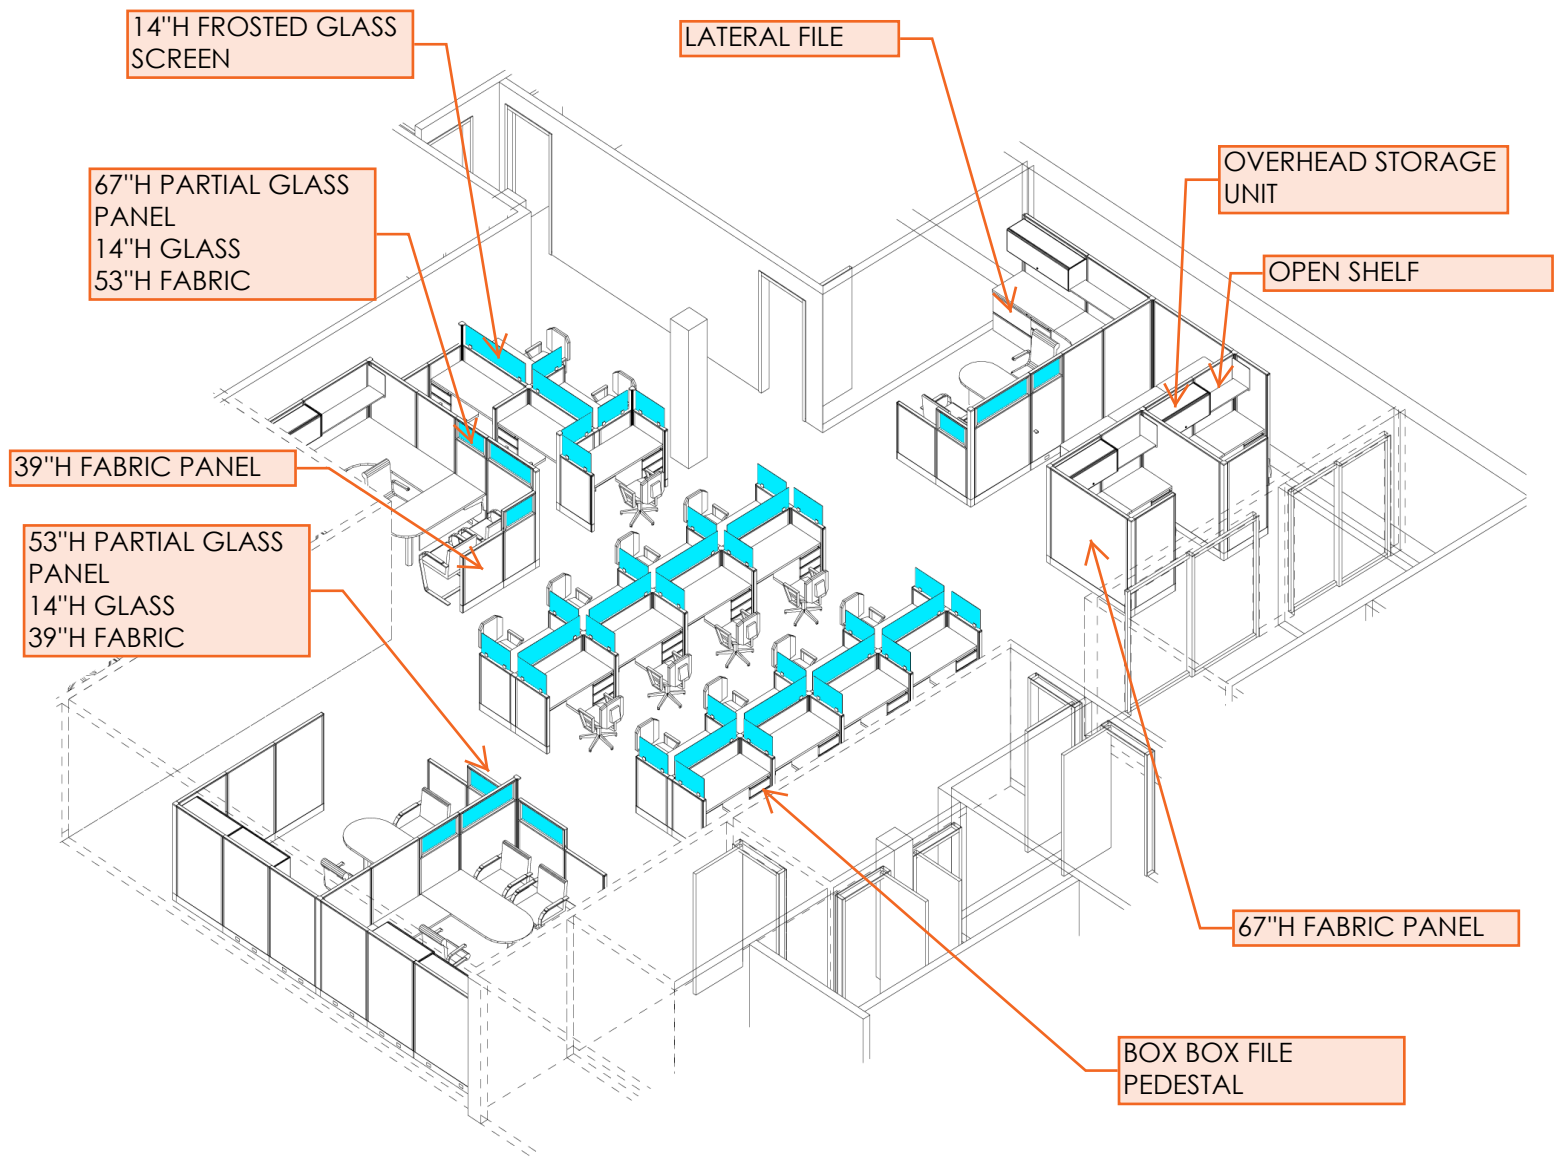 14"H FROSTED GLASS
SCREEN
LATERAL FILE
OVERHEAD STORAGE
UNIT
67"H PARTIAL GLASS
PANEL
14"H GLASS
53"H FABRIC
OPEN SHELF
39"H FABRIC PANEL
53"H PARTIAL GLASS
PANEL
14"H GLASS
39"H FABRIC
67"H FABRIC PANEL
BOX BOX FILE
PEDESTAL